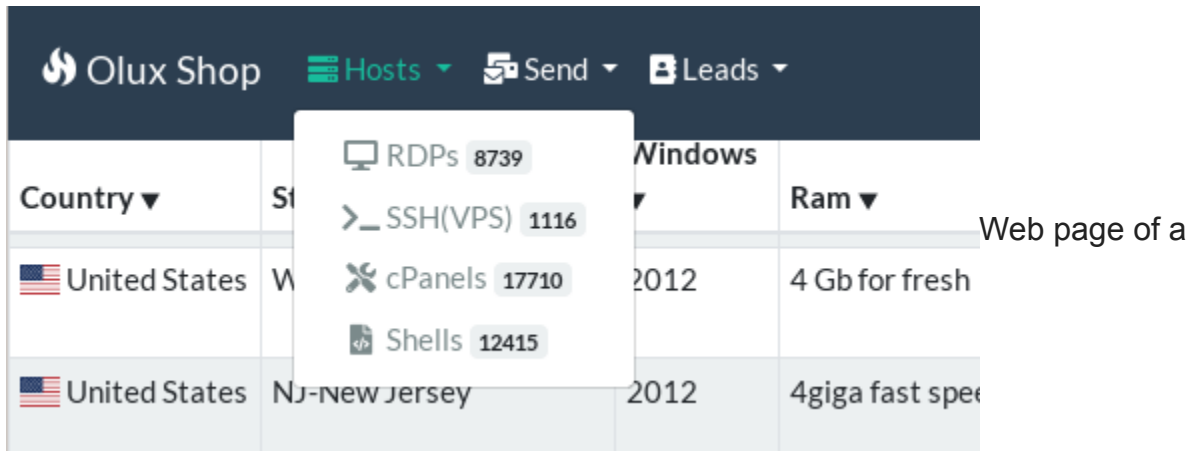 Olux Shop Hosts Send Leads
RDPs 8739
Windows
Country ▼ St ▼ Ram ▼
SSH(VPS) 1116
Web page of a
United States W 2012 4 Gb for fresh
cPanels 17710
Shells 12415
United States NJ-New Jersey 2012 4giga fast spee